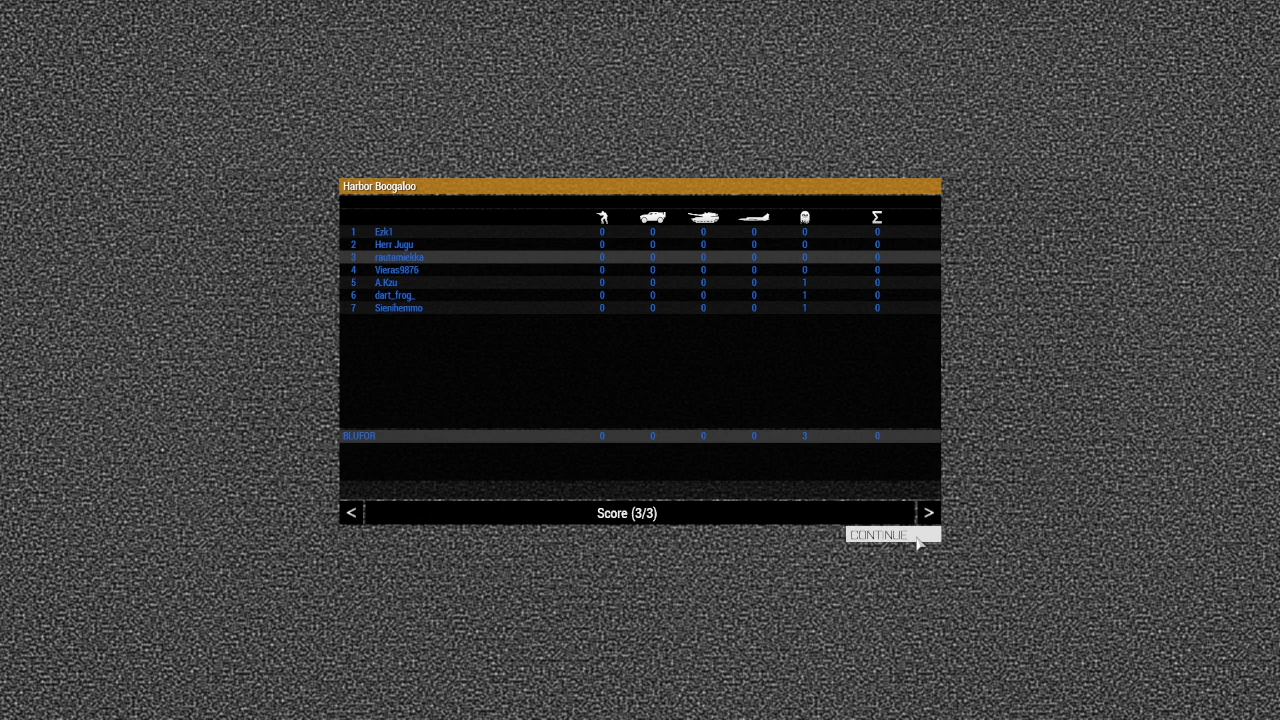 Harbor Boogaloo
Σ
1 Ezk1 0 0 0 0 0 0
2 Herr Jugu 0 0 0 0 0 0
3 rautamiekka 0 0 0 0 0 0
4 Vieras9876 0 0 0 0 0 0
5 A.Kzu 0 0 0 0 1 0
6 dart_frog_ 0 0 0 0 1 0
7 Sienihemmo 0 0 0 0 1 0
BLUFOR 0 0 0 0 3 0
< Score (3/3) >
CONTINUE